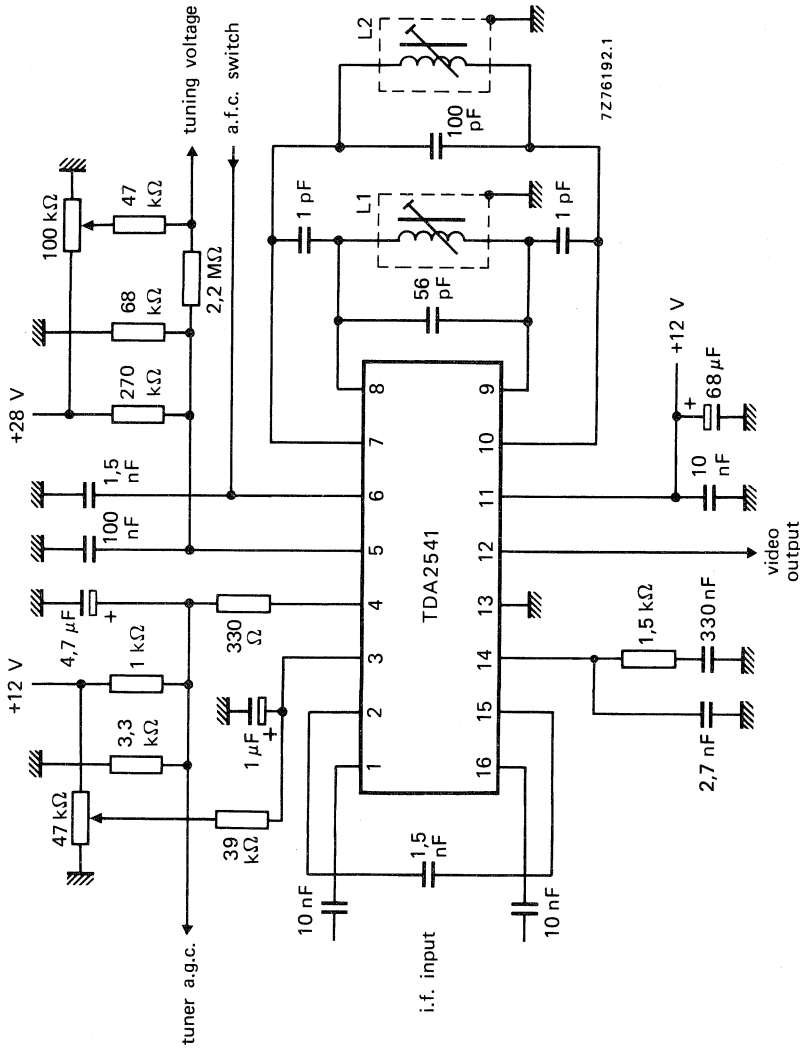 tuning voltage
a.f.c. switch
L2
100 kΩ
47
kΩ
2,2 MΩ
68
kΩ
270
kΩ
+28 V
1,5
nF
100
nF
4,7 µF
+
330
Ω
1 kΩ
+12 V
3,3
kΩ
47 kΩ
39
kΩ
1 µF
+
tuner a.g.c.
100
pF
1 pF
L1
1 pF
56
pF
7Z76192.1
1
2
3
4
5
6
7
8
TDA2541
16
15
14
13
12
11
10
9
10 nF
1,5
nF
10 nF
i.f. input
+12 V
+
68 µF
10
nF
video
output
1,5 kΩ
330 nF
2,7 nF